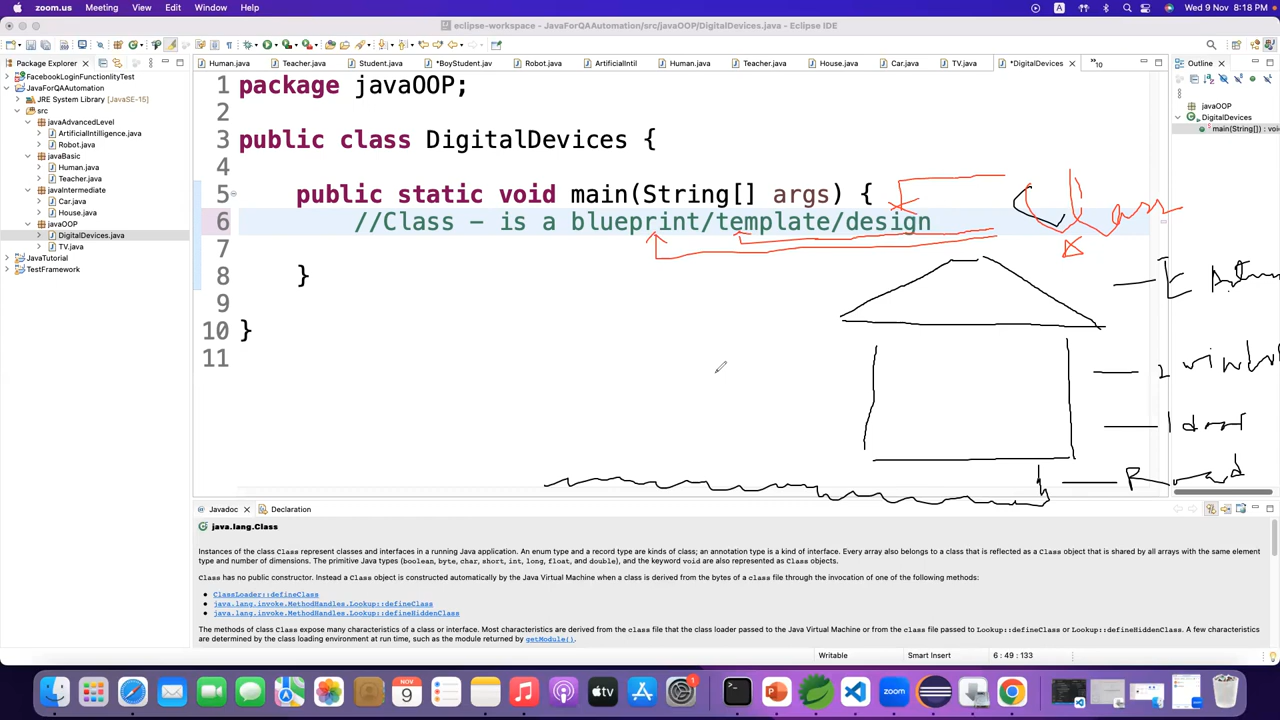 zoom.us Meeting View Edit Window Help
A Wed 9 Nov 8:18 PM
eclipse-workspace - JavaForQAAutomation/src/javaOOP/DigitalDevices.java - Eclipse IDE
Package Explorer
Human.java Teacher.java Student.java *BoyStudent.java Robot.java ArtificialIntil Human.java Teacher.java House.java Car.java TV.java *DigitalDevices 10
Outline
FacebookLoginFunctionlityTest
JavaForQAAutomation
JRE System Library [JavaSE-15]
src
javaAdvancedLevel
ArtificialIntilligence.java
Robot.java
javaBasic
Human.java
Teacher.java
javaIntermediate
Car.java
House.java
javaOOP
DigitalDevices.java
TV.java
JavaTutorial
TestFramework
1 package javaOOP;
2
3 public class DigitalDevices {
4
5 public static void main(String[] args) {
6 //Class - is a blueprint/template/design
7
8 }
9
10 }
11
class
1 door
javaOOP
DigitalDevices
main(String[]) : voi
Javadoc Declaration
java.lang.Class
Instances of the class Class represent classes and interfaces in a running Java application. An enum type and a record type are kinds of class; an annotation type is a kind of interface. Every array also belongs to a class that is reflected as a Class object that is shared by all arrays with the same element
type and number of dimensions. The primitive Java types (boolean, byte, char, short, int, long, float, and double), and the keyword void are also represented as Class objects.
Class has no public constructor. Instead a Class object is constructed automatically by the Java Virtual Machine when a class is derived from the bytes of a class file through the invocation of one of the following methods:
ClassLoader::defineClass
java.lang.invoke.MethodHandles.Lookup::defineClass
java.lang.invoke.MethodHandles.Lookup::defineHiddenClass
The methods of class Class expose many characteristics of a class or interface. Most characteristics are derived from the class file that the class loader passed to the Java Virtual Machine or from the class file passed to Lookup::defineClass or Lookup::defineHiddenClass. A few characteristics
are determined by the class loading environment at run time, such as the module returned by getModule().
Writable Smart Insert 6 : 49 : 133
NOV
9
tv
1
zoom